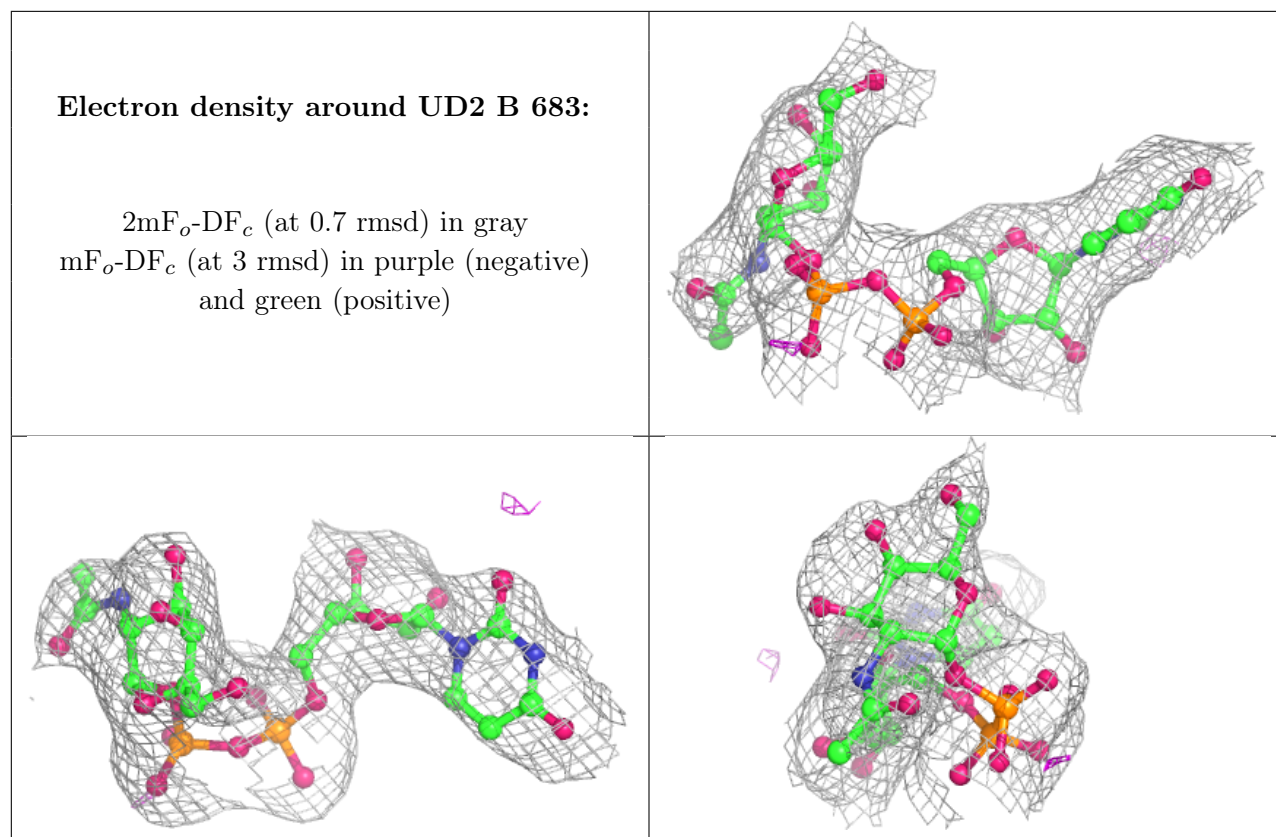 Electron density around UD2 B 683:
2mFo-DFc (at 0.7 rmsd) in gray
mFo-DFc (at 3 rmsd) in purple (negative)
and green (positive)